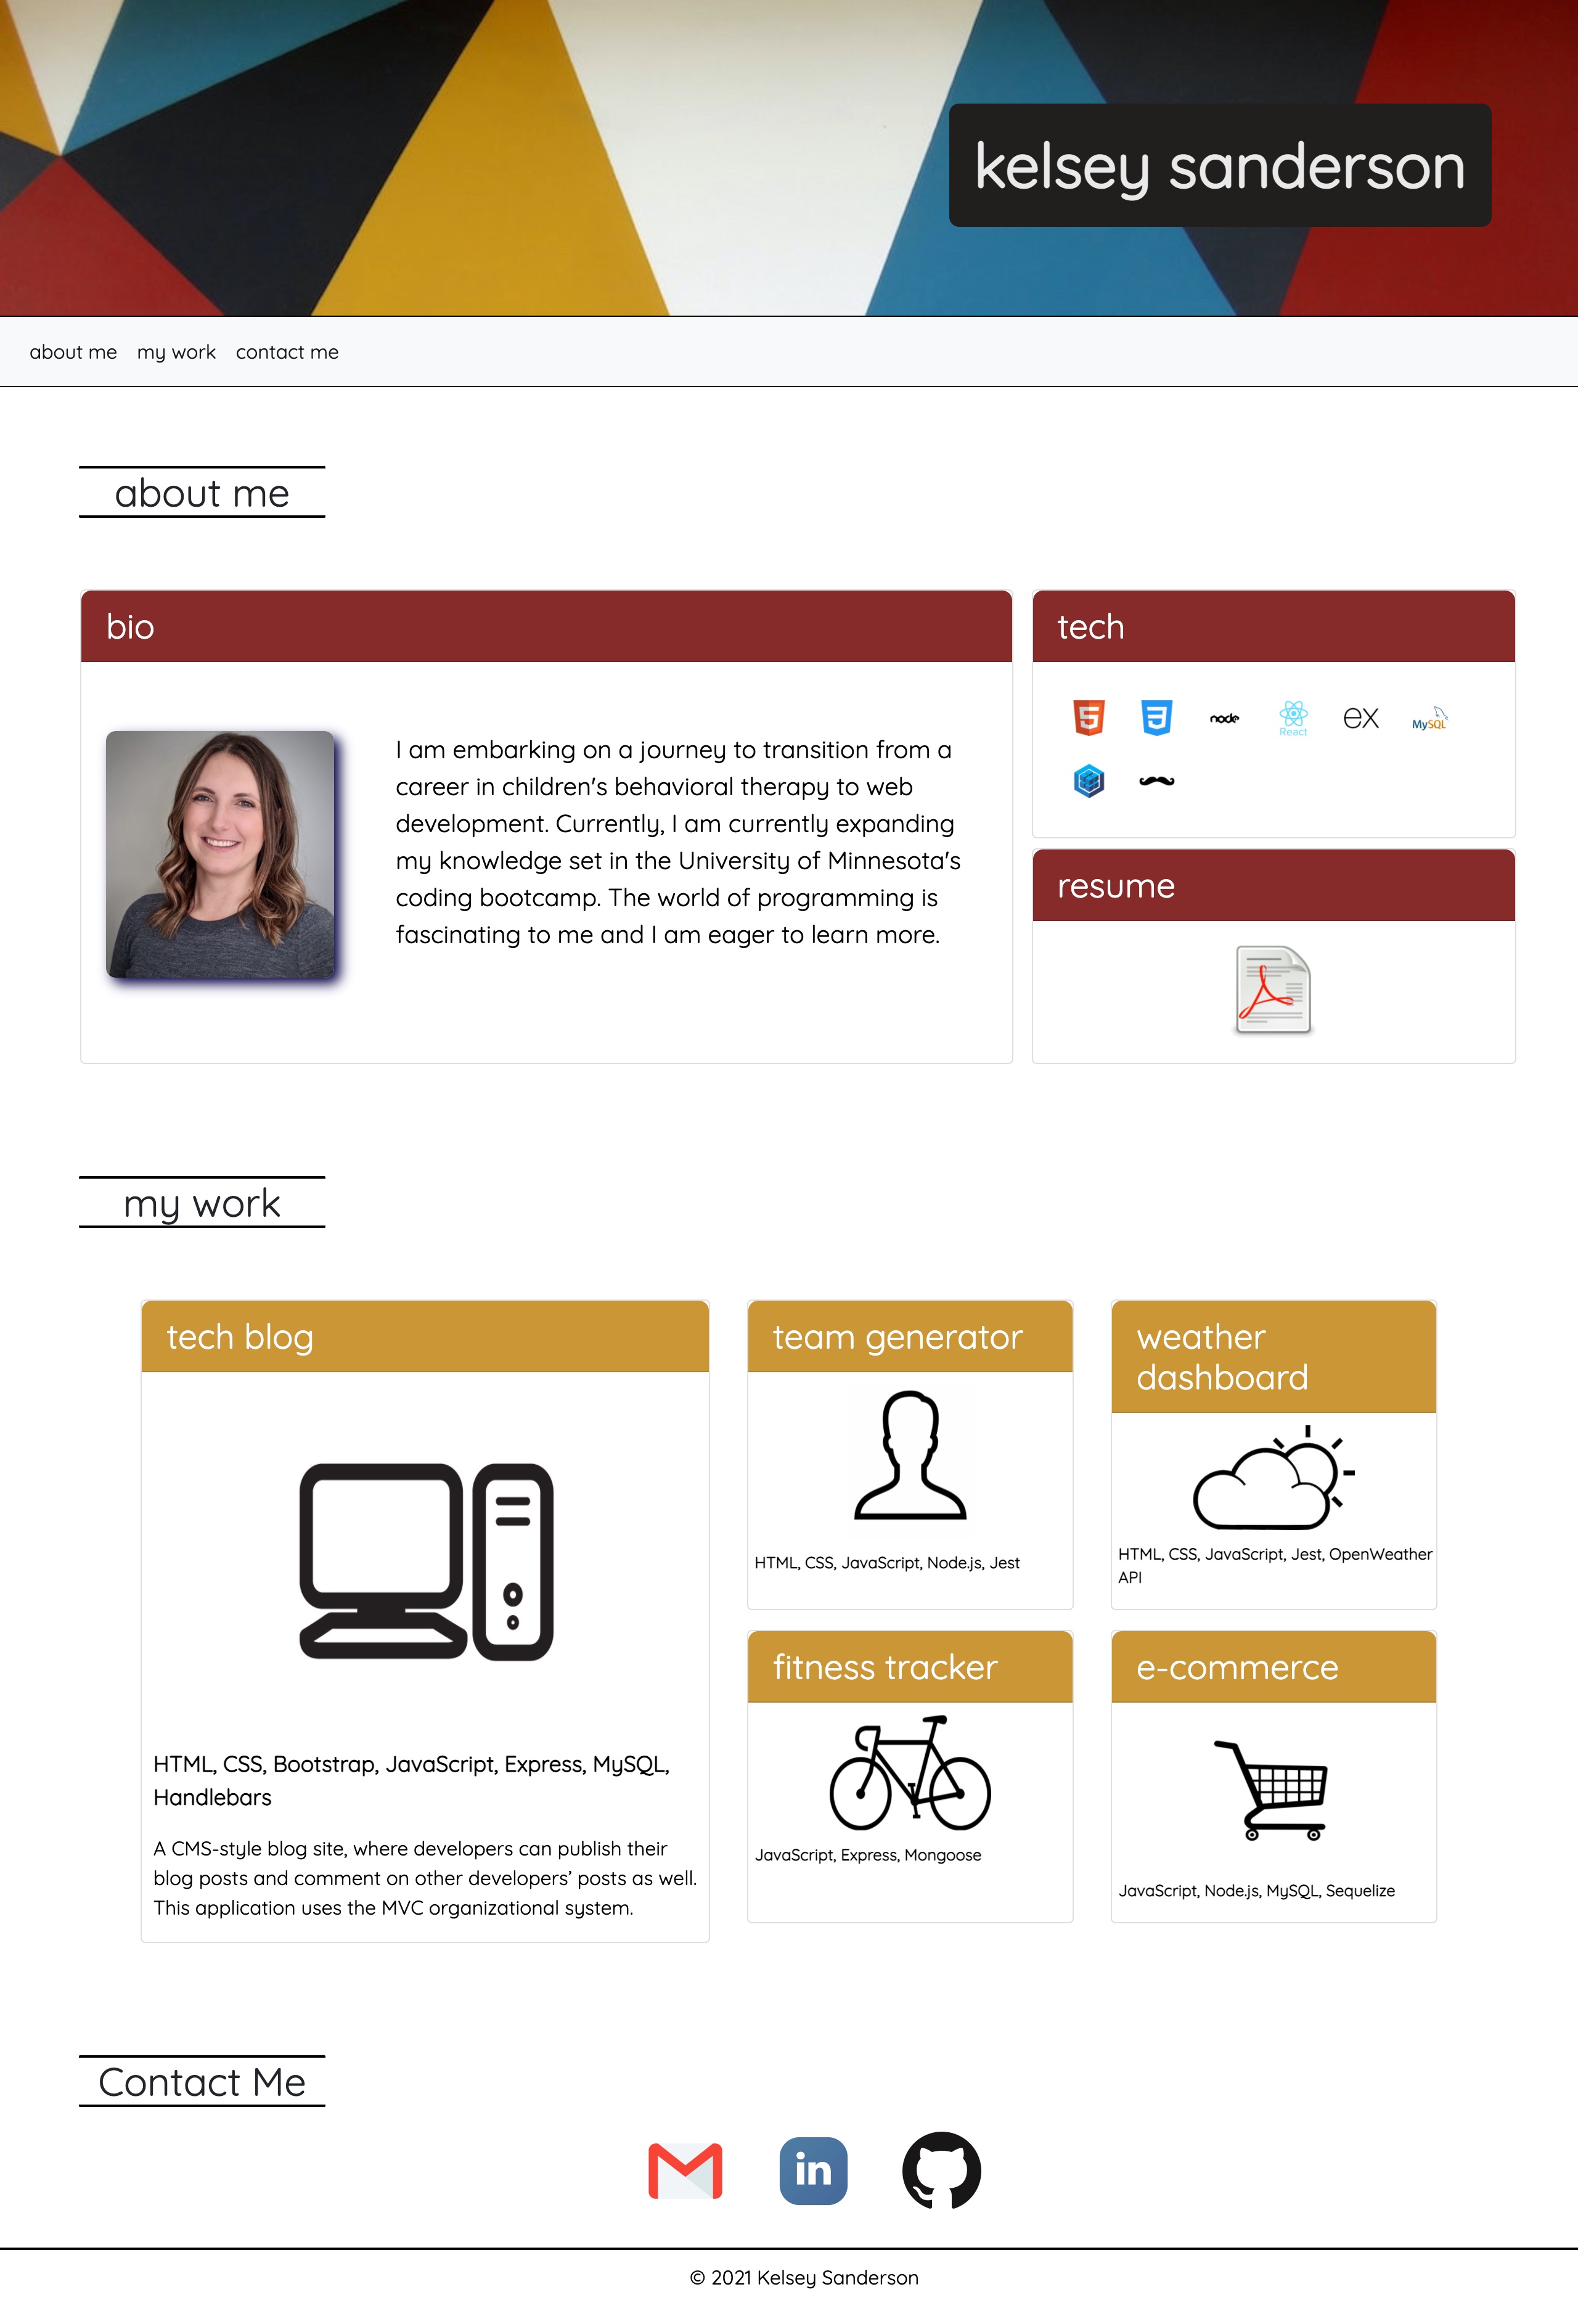 kelsey sanderson
about me my work contact me
about me
bio
I am embarking on a journey to transition from a
career in children's behavioral therapy to web
development. Currently, I am currently expanding
my knowledge set in the University of Minnesota's
coding bootcamp. The world of programming is
fascinating to me and I am eager to learn more.
tech
5 3 node React ex MySQL
resume
my work
tech blog
HTML, CSS, Bootstrap, JavaScript, Express, MySQL,
Handlebars
A CMS-style blog site, where developers can publish their
blog posts and comment on other developers’ posts as well.
This application uses the MVC organizational system.
team generator
HTML, CSS, JavaScript, Node.js, Jest
weather
dashboard
HTML, CSS, JavaScript, Jest, OpenWeather
API
fitness tracker
JavaScript, Express, Mongoose
e-commerce
JavaScript, Node.js, MySQL, Sequelize
Contact Me
in
© 2021 Kelsey Sanderson